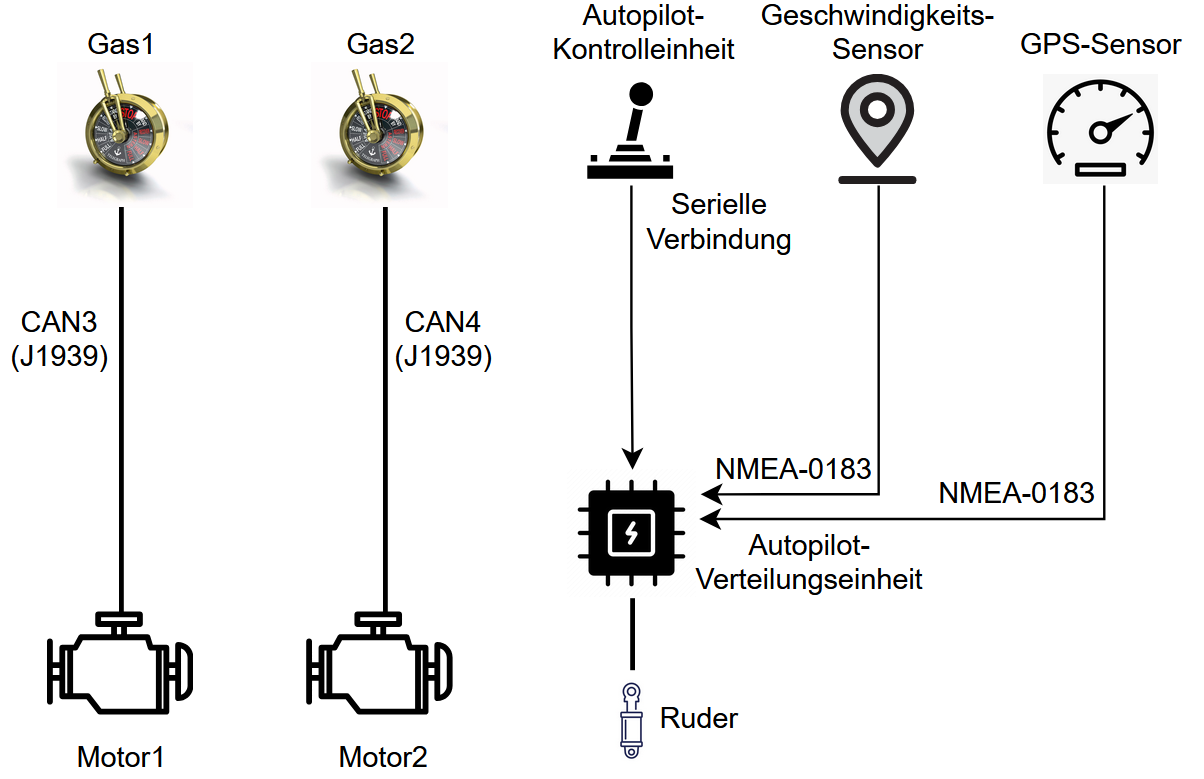 Gas1
Gas2
Autopilot-
Kontrolleinheit
Geschwindigkeits-
Sensor
GPS-Sensor
Serielle
Verbindung
CAN3
(J1939)
CAN4
(J1939)
NMEA-0183
NMEA-0183
Autopilot-
Verteilungseinheit
Ruder
Motor1
Motor2